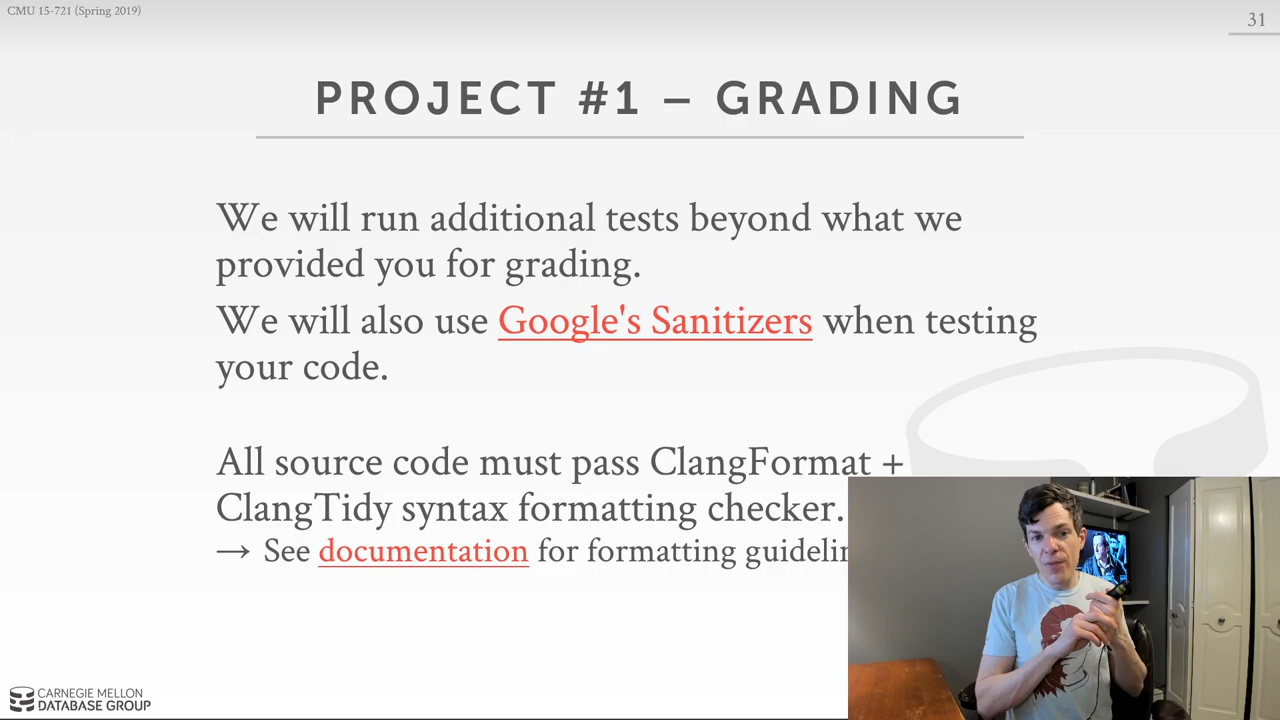 CMU 15-721 (Spring 2019)
31
PROJECT #1 – GRADING
We will run additional tests beyond what we
provided you for grading.
We will also use Google's Sanitizers when testing
your code.
All source code must pass ClangFormat +
ClangTidy syntax formatting checker.
→ See documentation for formatting
CARNEGIE MELLON
DATABASE GROUP